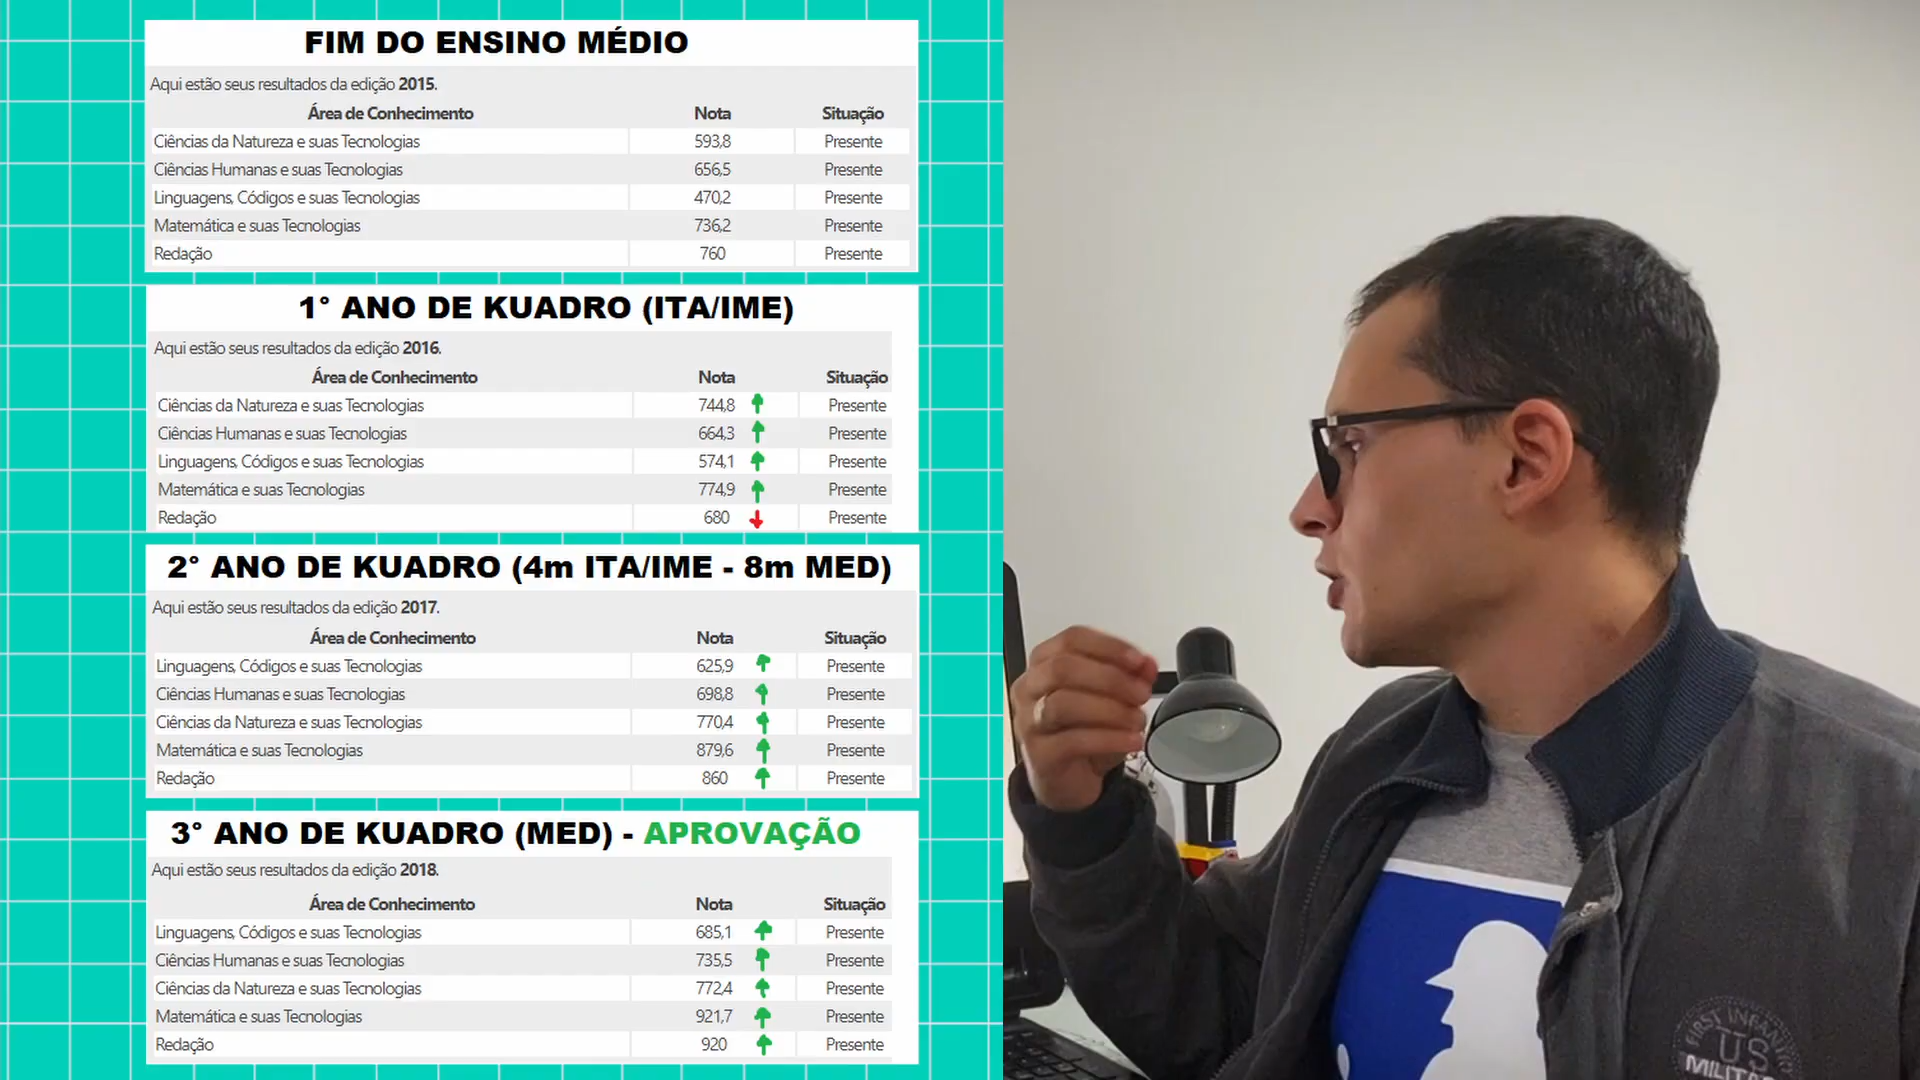 FIM DO ENSINO MÉDIO
Aqui estão seus resultados da edição 2015.
Área de Conhecimento Nota Situação
Ciências da Natureza e suas Tecnologias 593,8 Presente
Ciências Humanas e suas Tecnologias 656,5 Presente
Linguagens, Códigos e suas Tecnologias 470,2 Presente
Matemática e suas Tecnologias 736,2 Presente
Redação 760 Presente
1° ANO DE KUADRO (ITA/IME)
Aqui estão seus resultados da edição 2016.
Área de Conhecimento Nota Situação
Ciências da Natureza e suas Tecnologias 744,8 Presente
Ciências Humanas e suas Tecnologias 664,3 Presente
Linguagens, Códigos e suas Tecnologias 574,1 Presente
Matemática e suas Tecnologias 774,9 Presente
Redação 680 Presente
2° ANO DE KUADRO (4m ITA/IME - 8m MED)
Aqui estão seus resultados da edição 2017.
Área de Conhecimento Nota Situação
Linguagens, Códigos e suas Tecnologias 625,9 Presente
Ciências Humanas e suas Tecnologias 698,8 Presente
Ciências da Natureza e suas Tecnologias 770,4 Presente
Matemática e suas Tecnologias 879,6 Presente
Redação 860 Presente
3° ANO DE KUADRO (MED) - APROVAÇÃO
Aqui estão seus resultados da edição 2018.
Área de Conhecimento Nota Situação
Linguagens, Códigos e suas Tecnologias 685,1 Presente
Ciências Humanas e suas Tecnologias 735,5 Presente
Ciências da Natureza e suas Tecnologias 772,4 Presente
Matemática e suas Tecnologias 921,7 Presente
Redação 920 Presente
FIRST
US